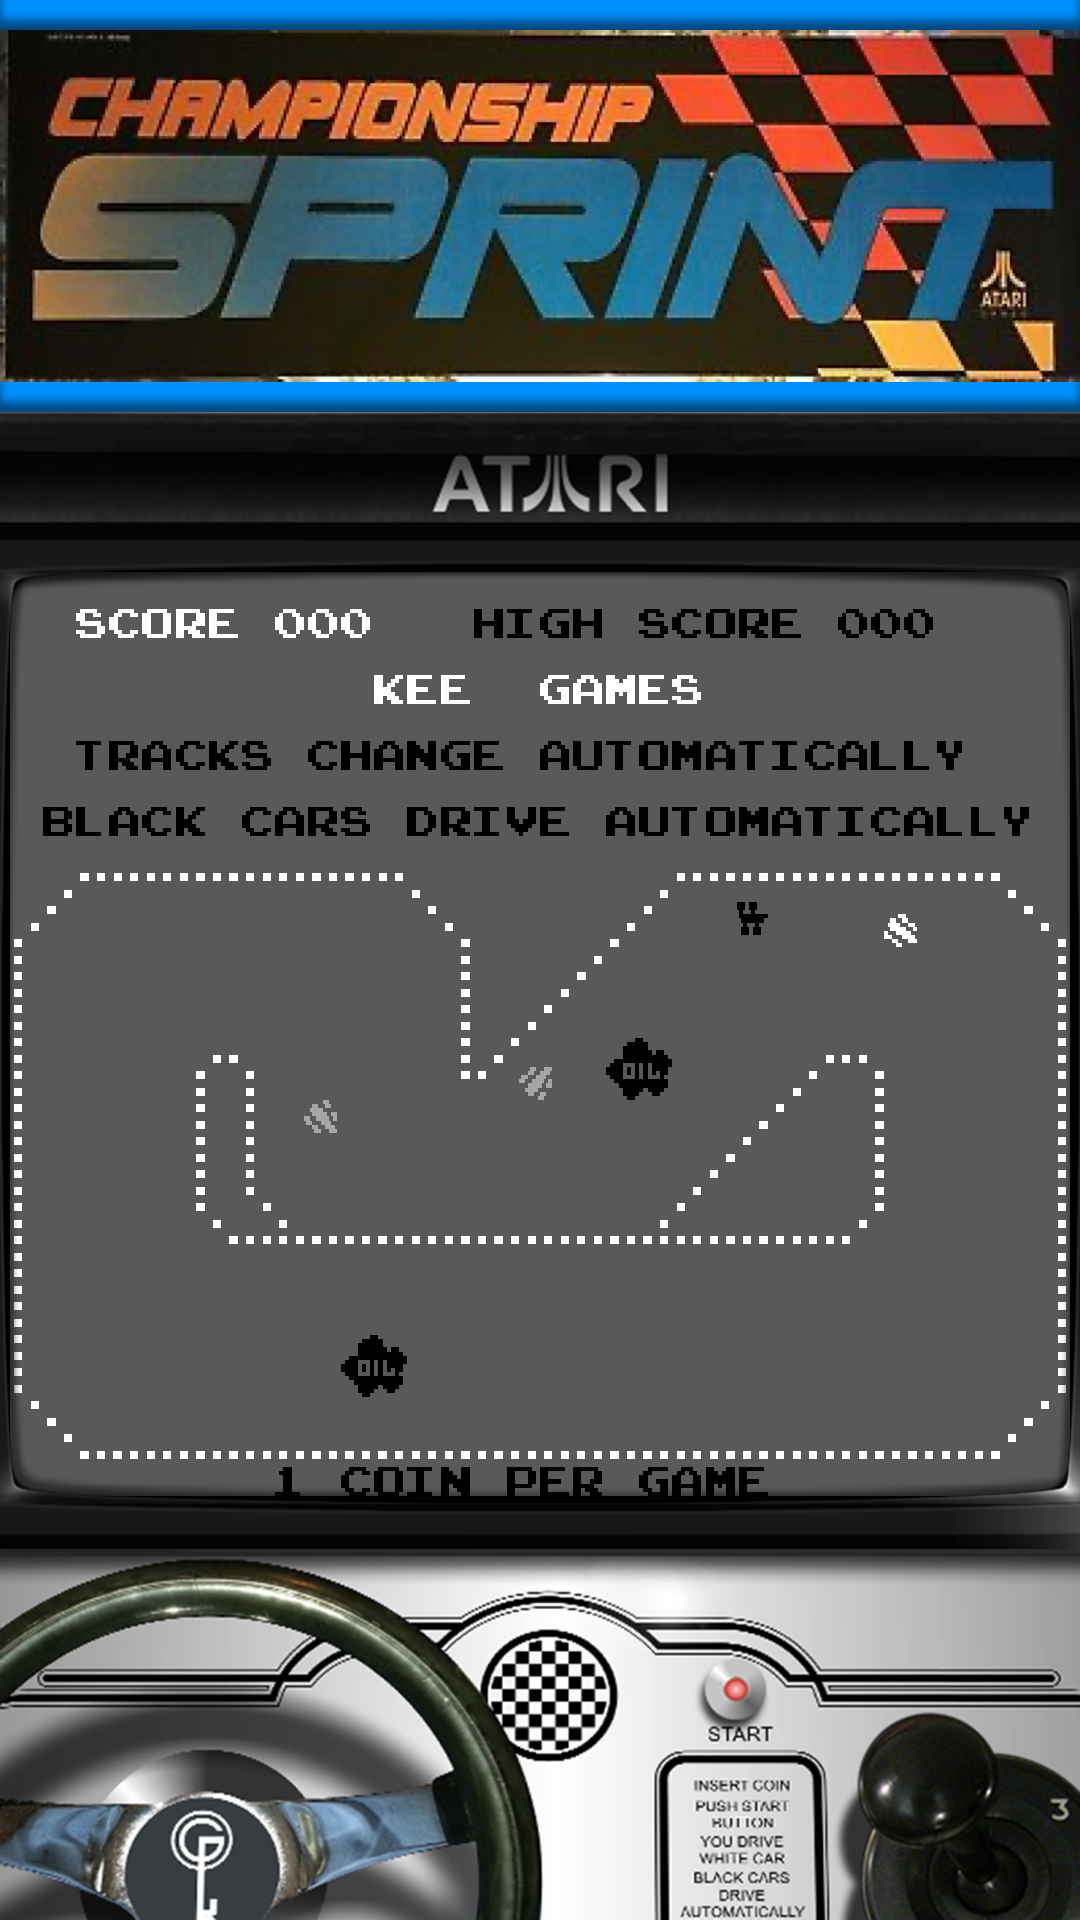 CHAMPIONSHIP
SPRINT
ATARI
ATARI
SCORE 000 HIGH SCORE 000
KEE GAMES
TRACKS CHANGE AUTOMATICALLY
BLACK CARS DRIVE AUTOMATICALLY
OIL
OIL
1 COIN PER GAME
START
INSERT COIN
PUSH START
BUTTON
YOU DRIVE
WHITE CAR
BLACK CARS
DRIVE
AUTOMATICALLY
3